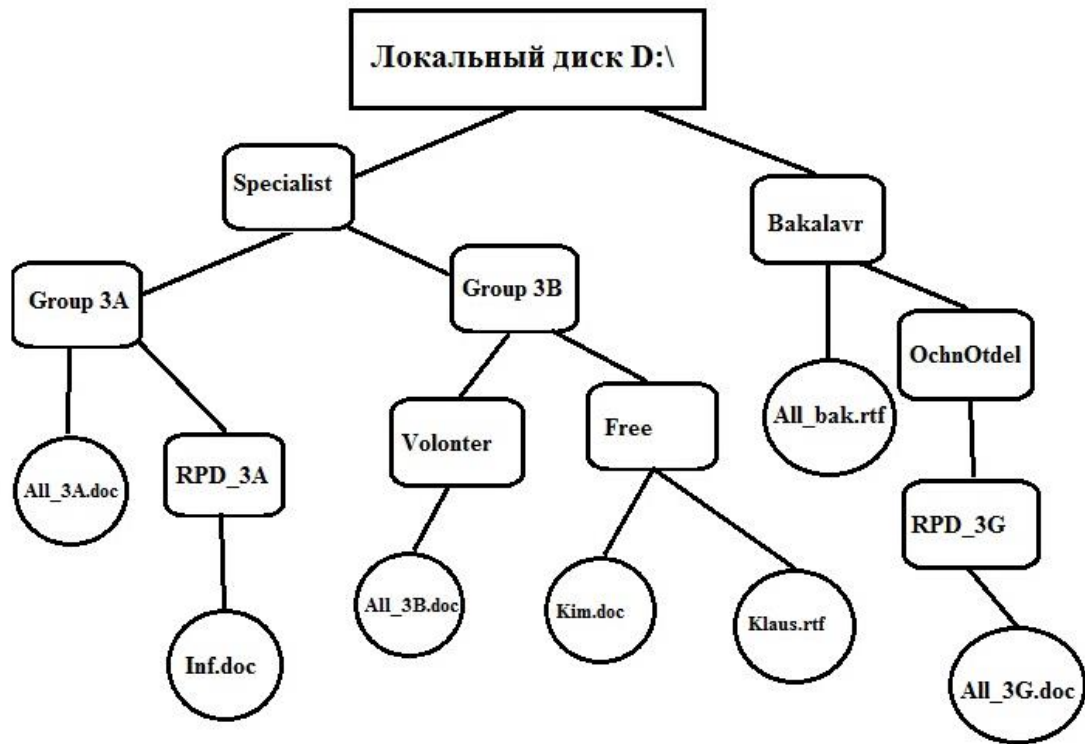 Локальный диск D:\
Specialist
Bakalavr
Group 3A
Group 3B
OchnOtdel
All_bak.rtf
Volonter
Free
RPD_3A
All_3A.doc
RPD_3G
All_3B.doc
Kim.doc
Klaus.rtf
Inf.doc
All_3G.doc